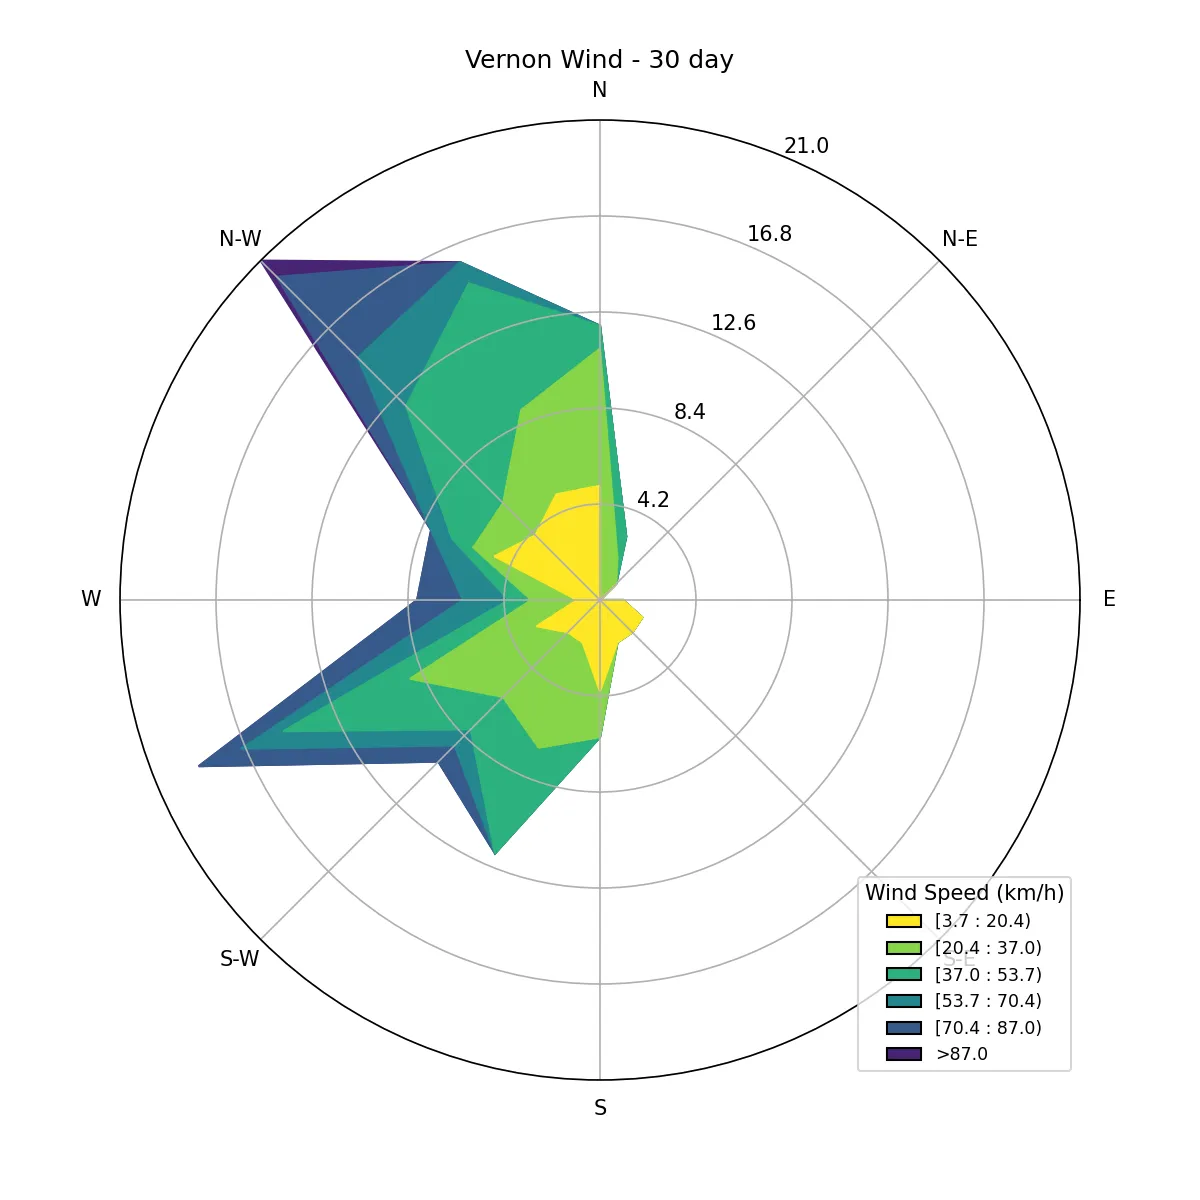 Vernon Wind - 30 day
N
21.0
16.8
N-W
N-E
12.6
8.4
4.2
W
E
Wind Speed (km/h)
[3.7 : 20.4)
[20.4 : 37.0)
S-W
S-E
[37.0 : 53.7)
[53.7 : 70.4)
[70.4 : 87.0)
>87.0
S